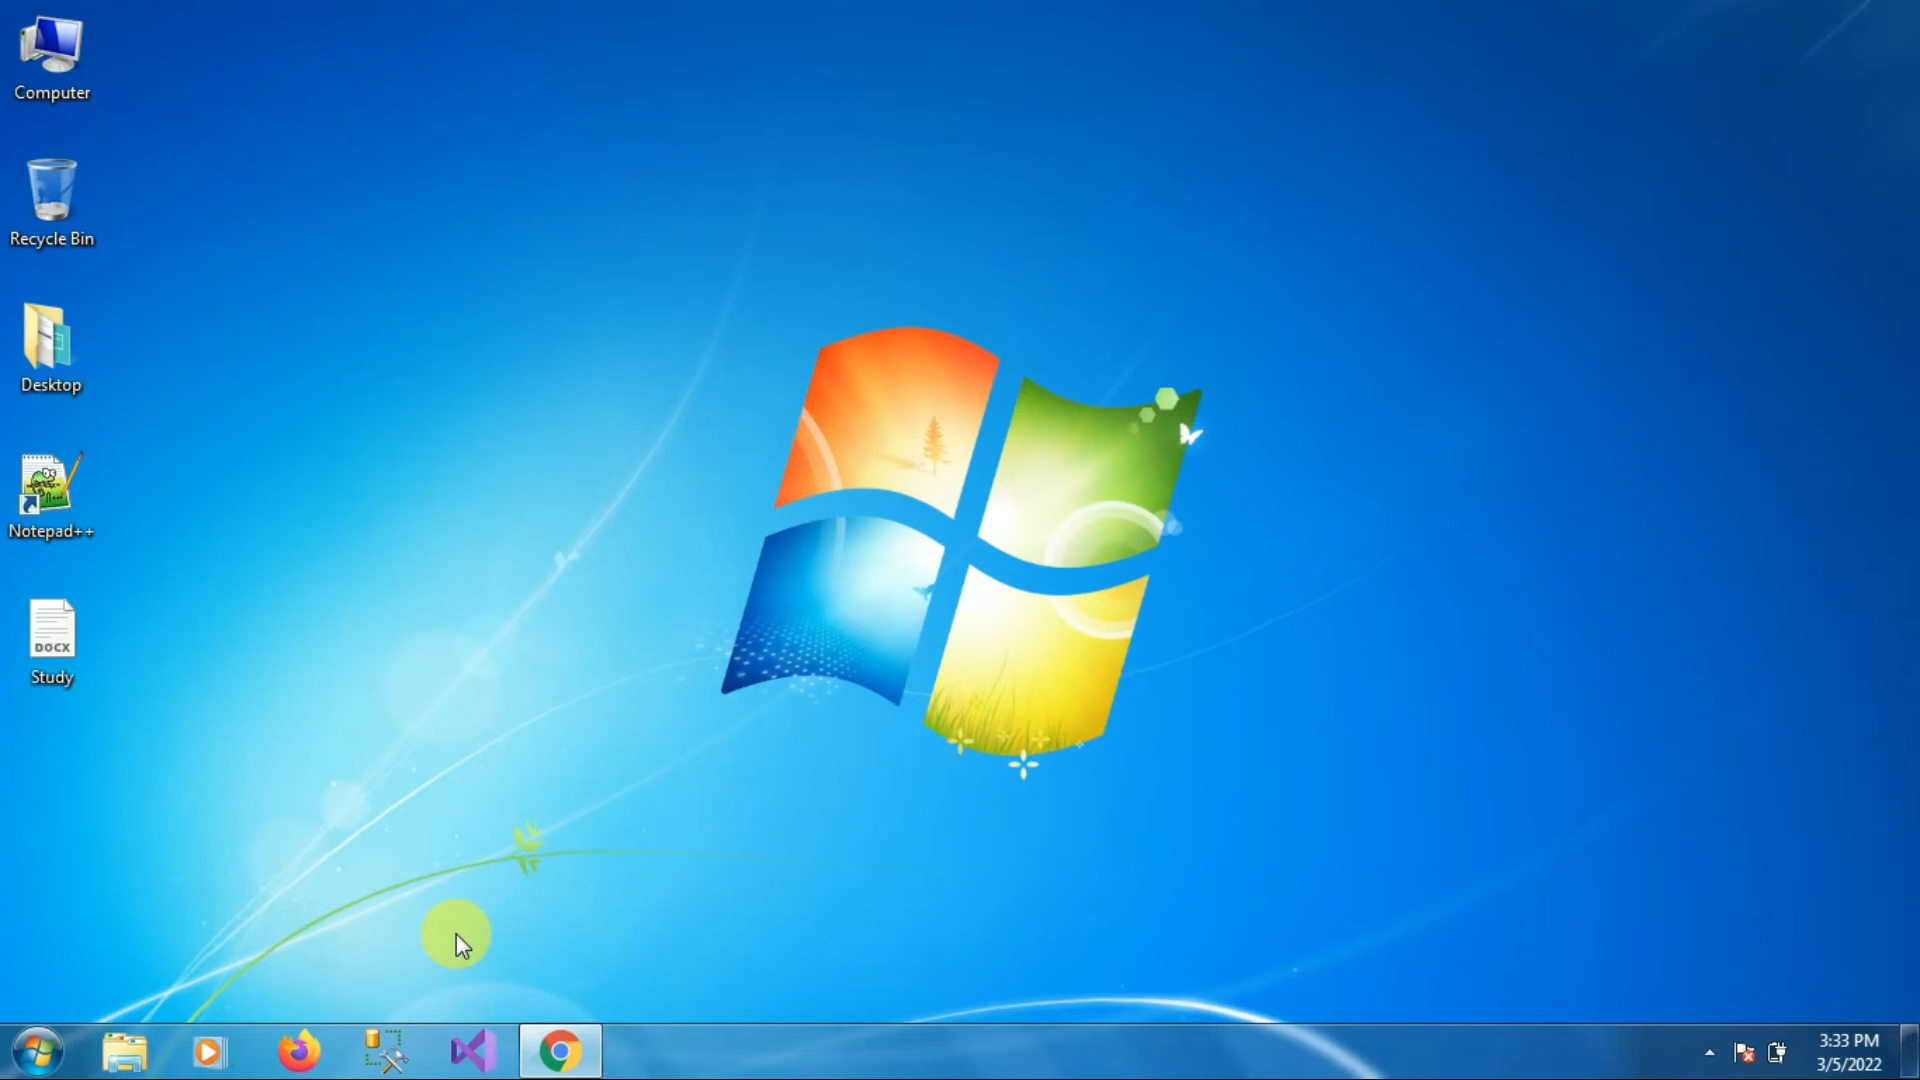 Computer
Recycle Bin
Desktop
Notepad++
DOCX
Study
3:33 PM
3/5/2022